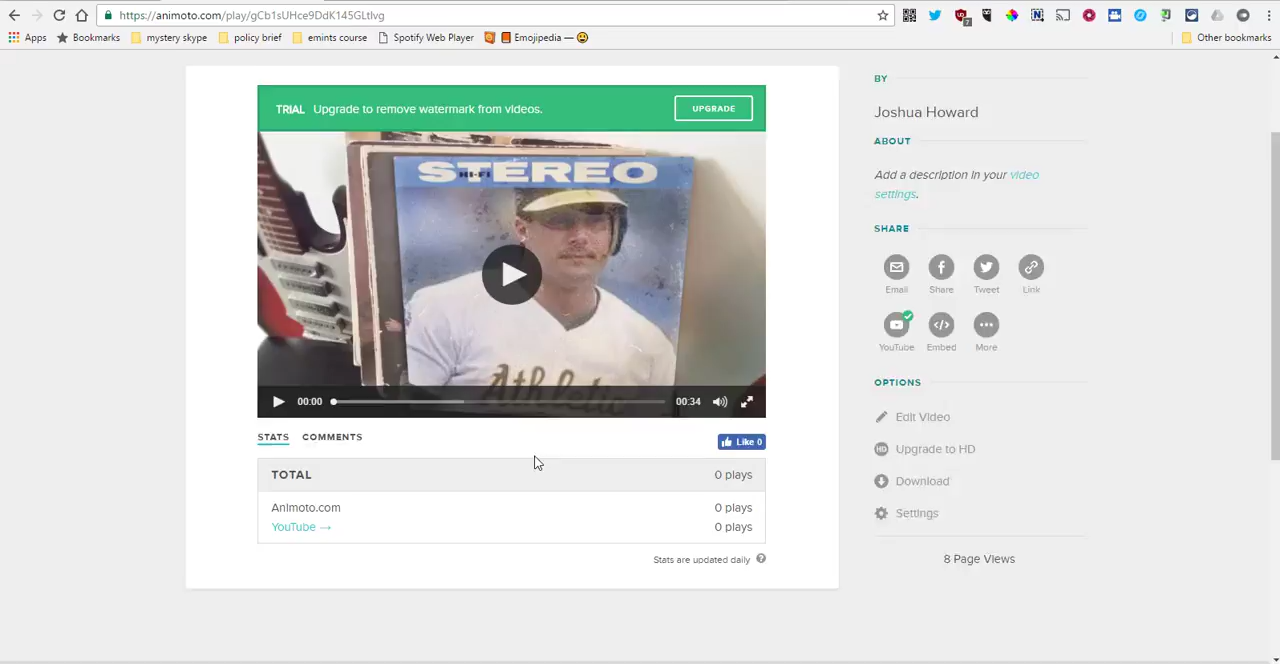 https://animoto.com/play/gCb1sUHce9DdK145GLtlvg
Apps Bookmarks mystery skype policy brief emints course Spotify Web Player Emojipedia — 😃 Other bookmarks
TRIAL Upgrade to remove watermark from videos. UPGRADE
STEREO
HI-FI
Athletic
00:00 00:34
STATS COMMENTS Like 0
TOTAL 0 plays
Animoto.com 0 plays
YouTube → 0 plays
Stats are updated daily ?
BY
Joshua Howard
ABOUT
Add a description in your video
settings.
SHARE
Email Share Tweet Link
YouTube Embed More
OPTIONS
Edit Video
HD Upgrade to HD
Download
Settings
8 Page Views